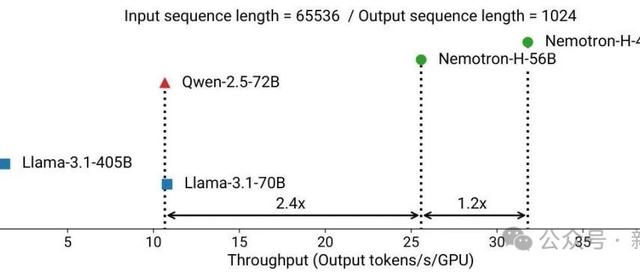 Input sequence length = 65536 / Output sequence length = 1024
Nemotron-H-4
Nemotron-H-56B
Qwen-2.5-72B
Llama-3.1-405B
Llama-3.1-70B
2.4x
1.2x
5 10 15 20 25 30 35
Throughput (Output tokens/s/GPU)
公众号·新